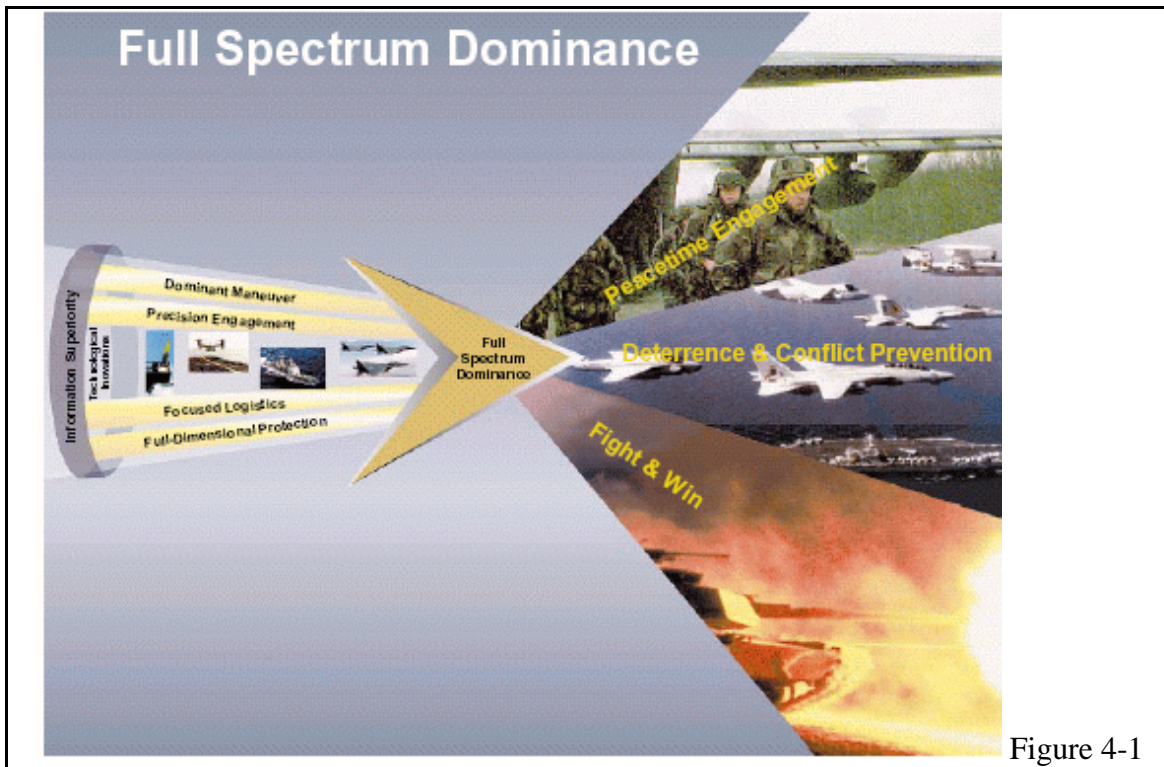 Full Spectrum Dominance
Peacetime Engagement
Dominant Maneuver
Precision Engagement
Information Superiority
Technological
Inovations
Full
Spectrum
Dominance
Deterrence & Conflict Prevention
Focused Logistics
Full-Dimensional Protection
Fight & Win
Figure 4-1